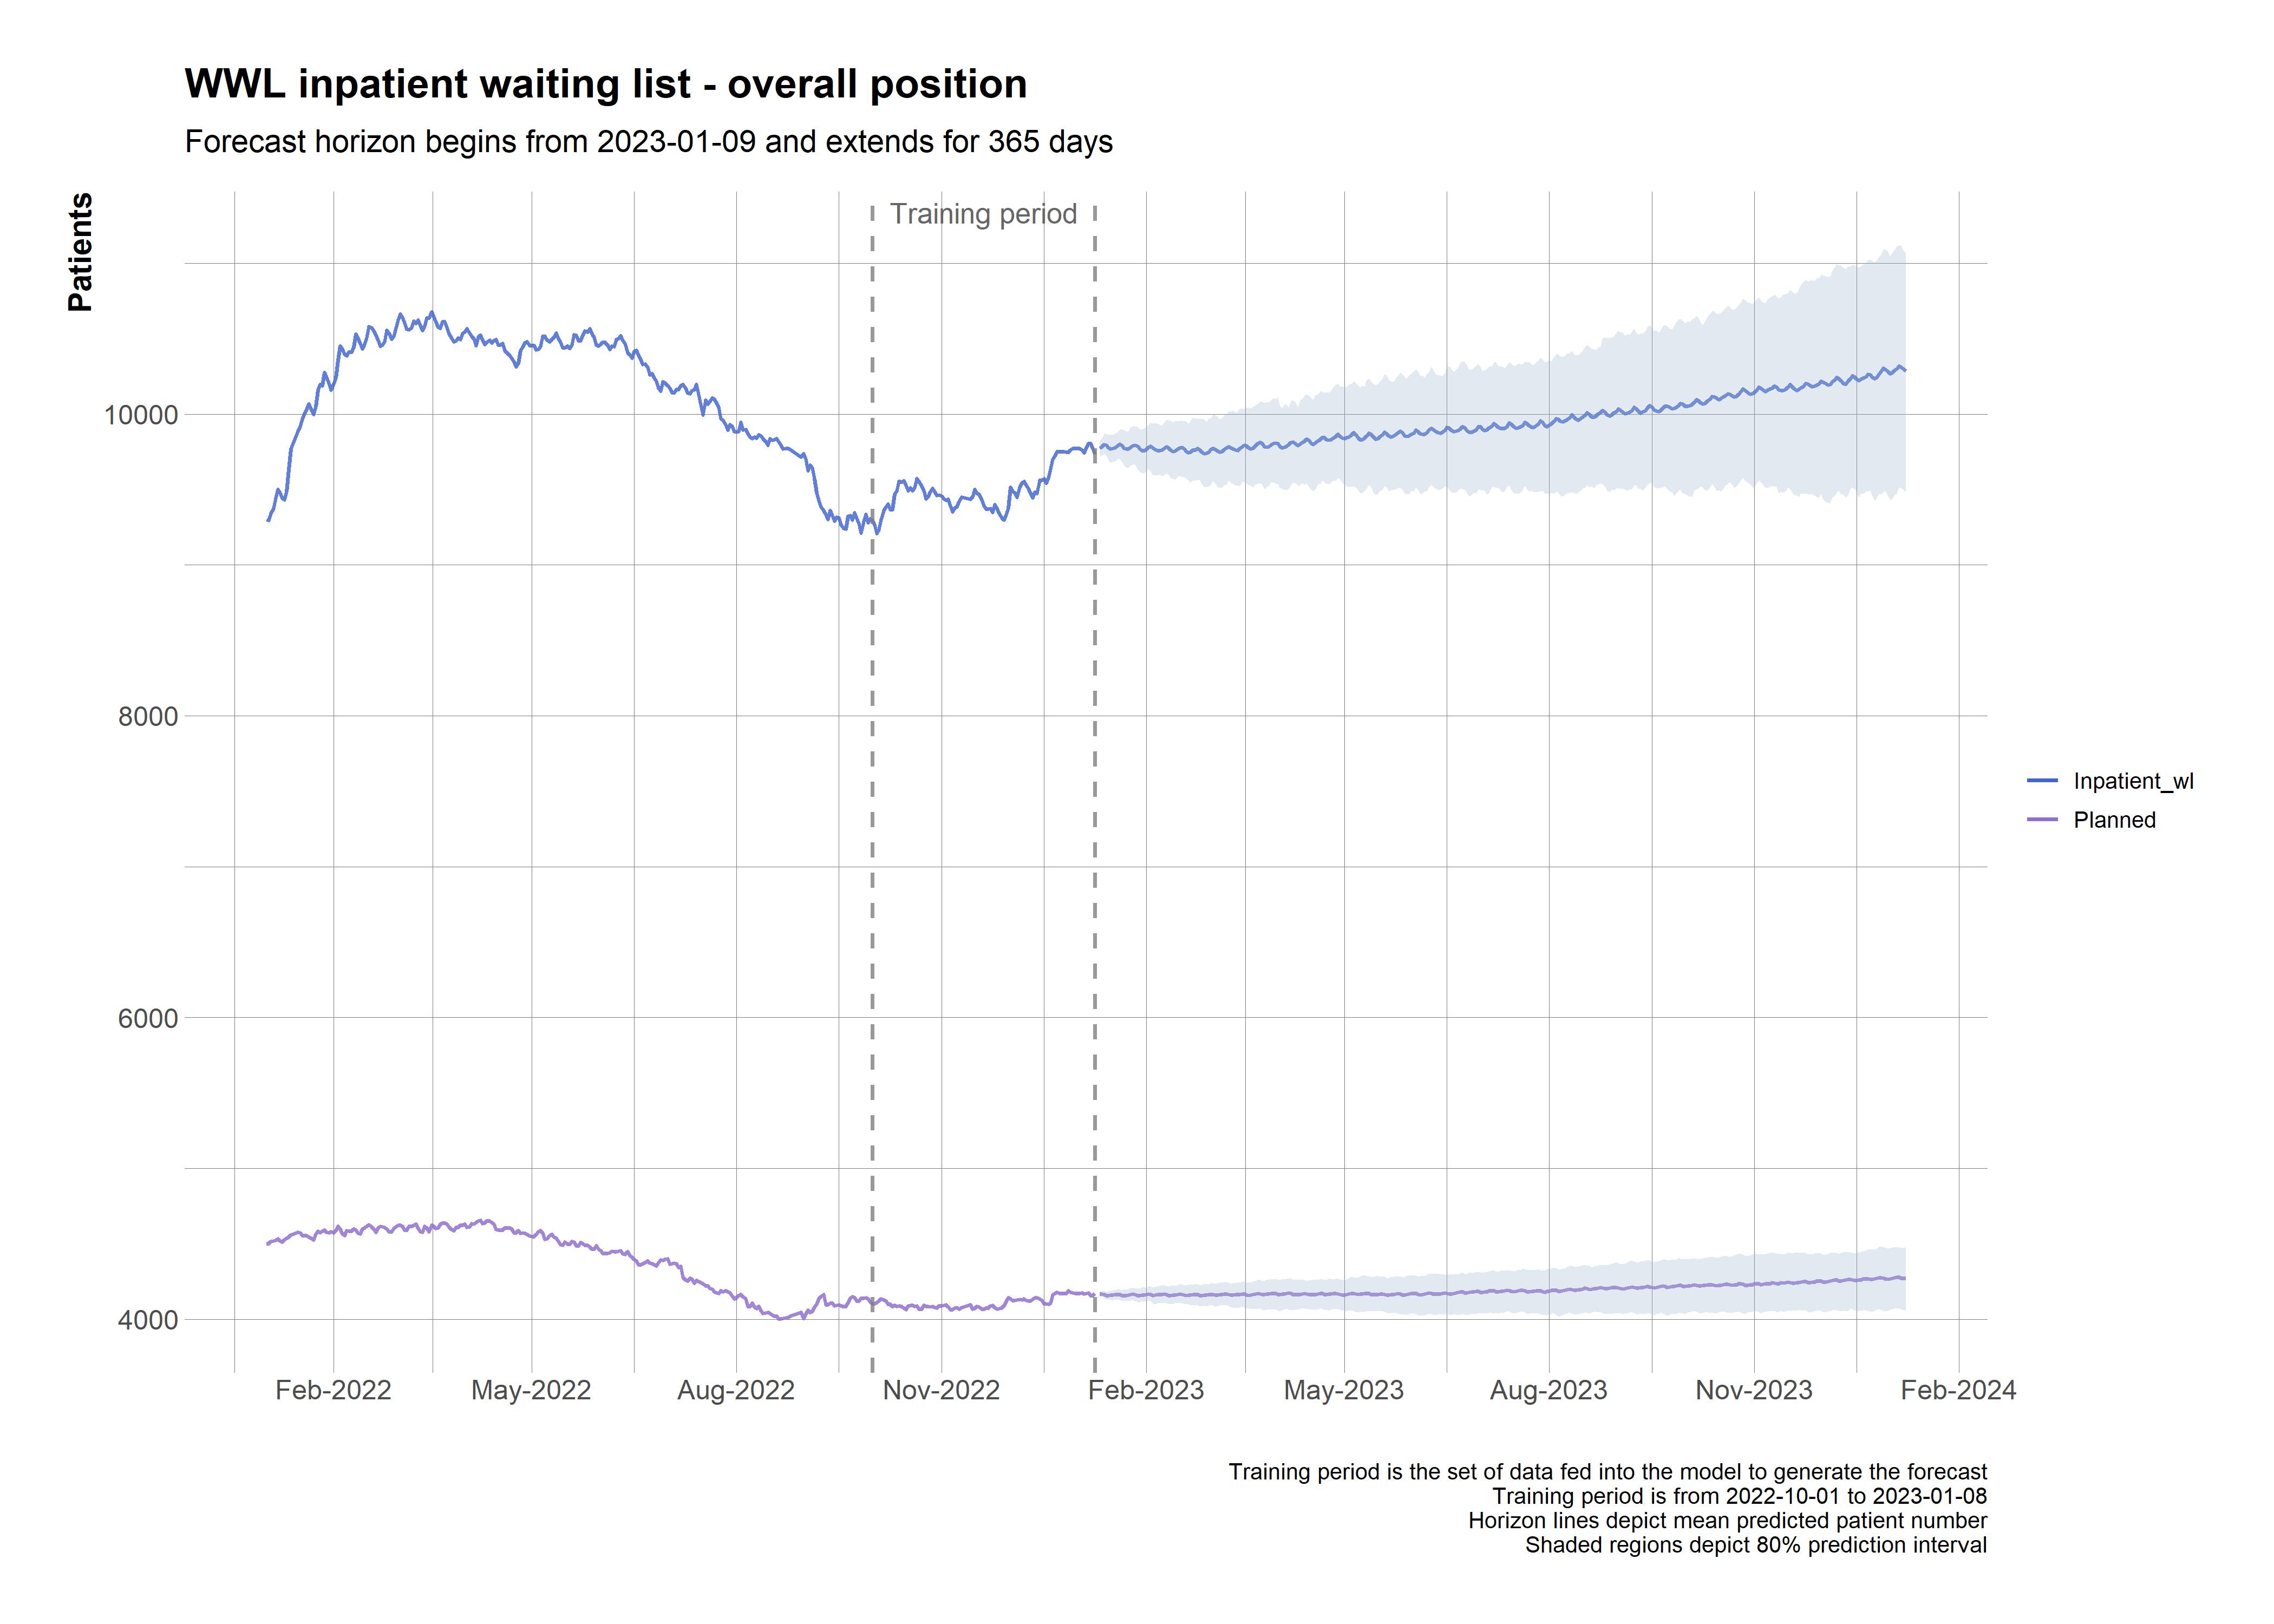 WWL inpatient waiting list - overall position
Forecast horizon begins from 2023-01-09 and extends for 365 days
Patients
Training period
10000
8000
6000
4000
Inpatient_wl
Planned
Feb-2022
May-2022
Aug-2022
Nov-2022
Feb-2023
May-2023
Aug-2023
Nov-2023
Feb-2024
Training period is the set of data fed into the model to generate the forecast
Training period is from 2022-10-01 to 2023-01-08
Horizon lines depict mean predicted patient number
Shaded regions depict 80% prediction interval